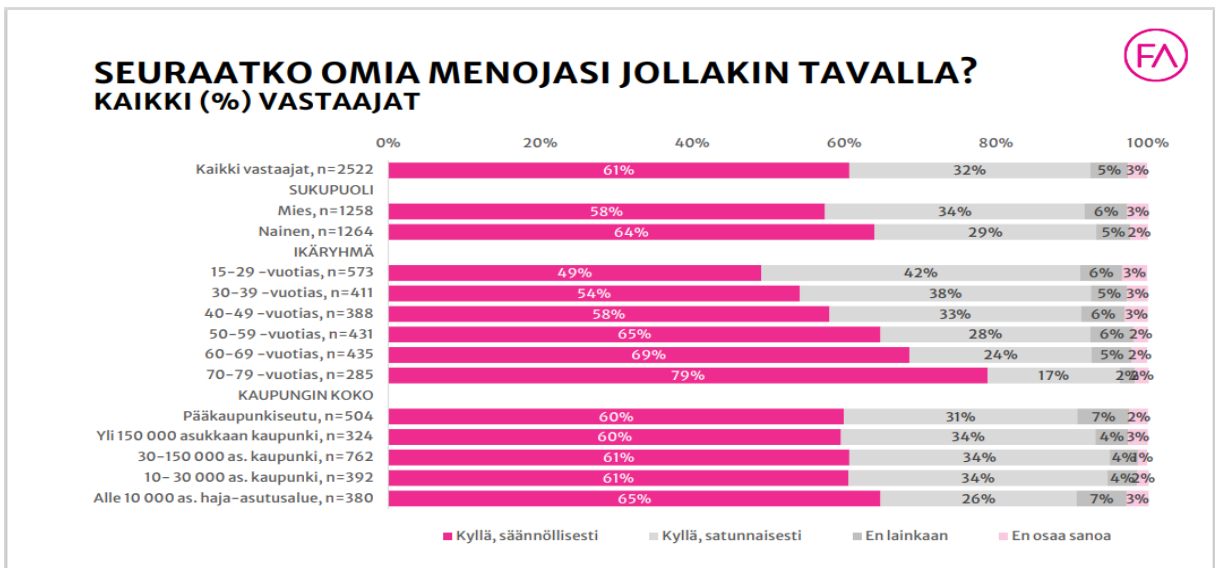 FA
SEURAATKO OMIA MENOJASI JOLLAKIN TAVALLA?
KAIKKI (%) VASTAAJAT
0% 20% 40% 60% 80% 100%
Kaikki vastaajat, n=2522 61% 32% 5% 3%
SUKUPUOLI
Mies, n=1258 58% 34% 6% 3%
Nainen, n=1264 64% 29% 5% 2%
IKÄRYHMÄ
15-29 -vuotias, n=573 49% 42% 6% 3%
30-39 -vuotias, n=411 54% 38% 5% 3%
40-49 -vuotias, n=388 58% 33% 6% 3%
50-59 -vuotias, n=431 65% 28% 6% 2%
60-69 -vuotias, n=435 69% 24% 5% 2%
70-79 -vuotias, n=285 79% 17% 2% 2%
KAUPUNGIN KOKO
Pääkaupunkiseutu, n=504 60% 31% 7% 2%
Yli 150 000 asukkaan kaupunki, n=324 60% 34% 4% 3%
30-150 000 as. kaupunki, n=762 61% 34% 4% 1%
10- 30 000 as. kaupunki, n=392 61% 34% 4% 2%
Alle 10 000 as. haja-asutusalue, n=380 65% 26% 7% 3%
Kyllä, säännöllisesti Kyllä, satunnaisesti En lainkaan En osaa sanoa